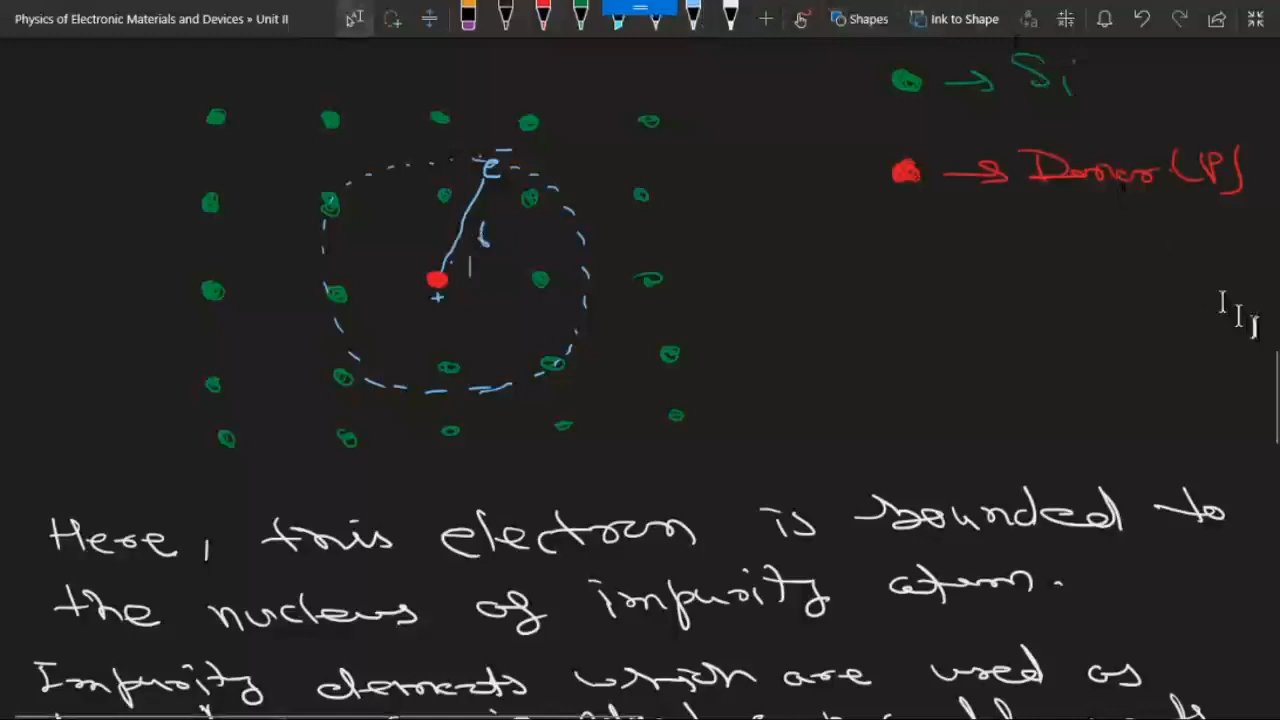 Physics of Electronic Materials and Devices » Unit II
Shapes
Ink to Shape
→ Si
→ Donor (P)
e⁻
+
Here, this electron is bounded to
the nucleus of impurity atom.
Impurity elements which are used as